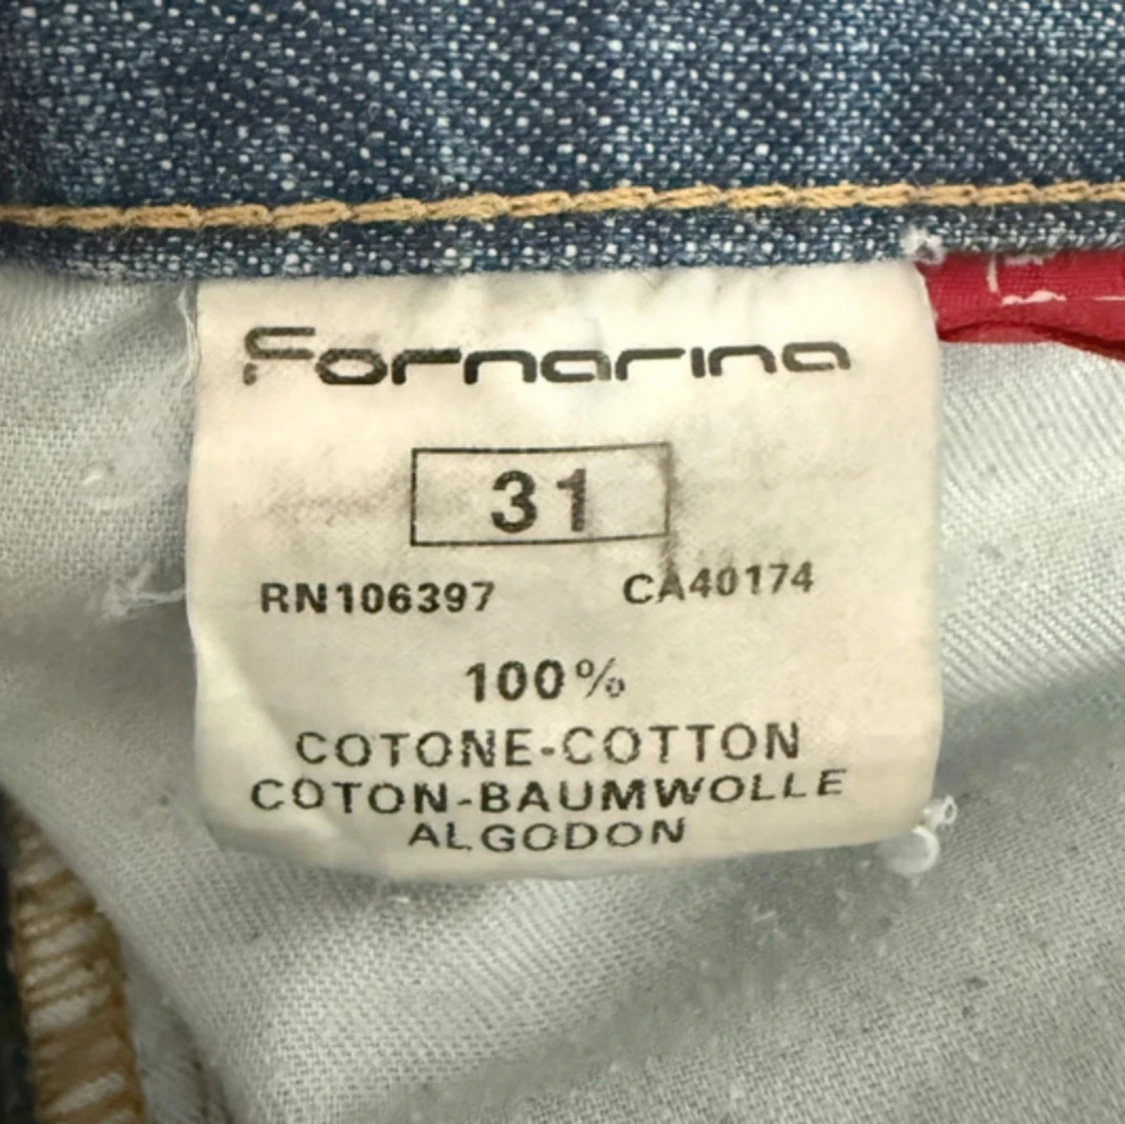 Fornarina
31
RN106397 CA40174
100%
COTONE-COTTON
COTON-BAUMWOLLE
ALGODON